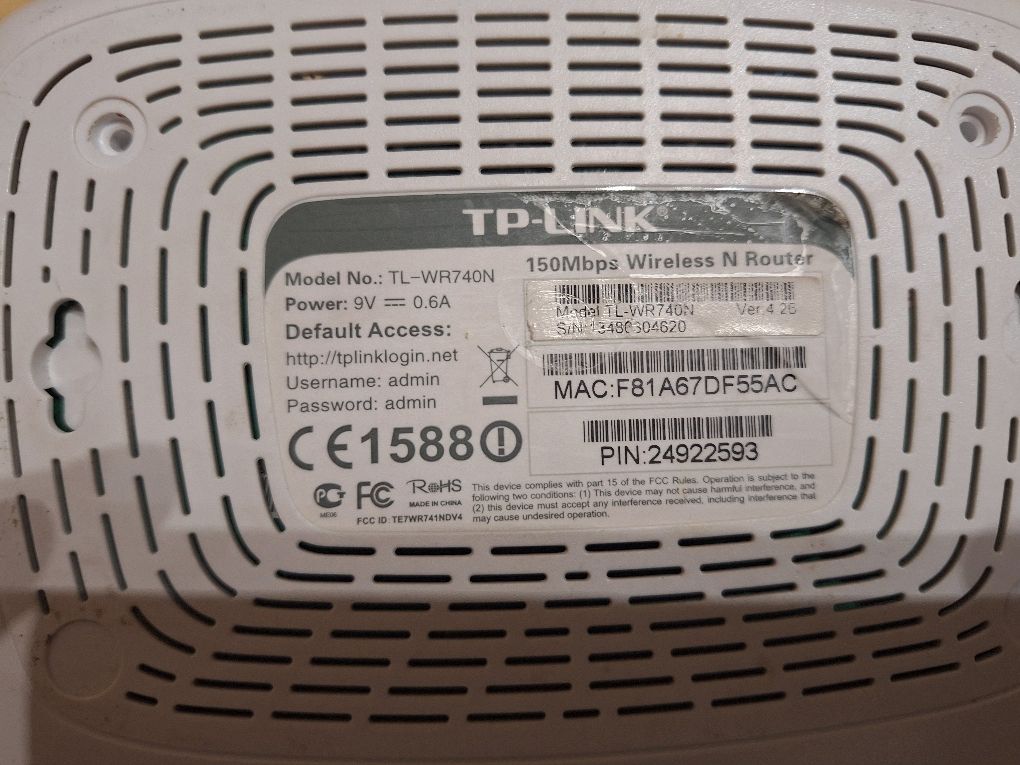 TP-LINK®
150Mbps Wireless N Router
Model No.: TL-WR740N
Power: 9V ⎓ 0.6A
Default Access:
http://tplinklogin.net
Username: admin
Password: admin
Model TL-WR740N Ver 4.26
S/N
MAC:F81A67DF55AC
PIN:24922593
CE1588
FC
RoHS
MADE IN CHINA
ME06
FCC ID: TE7WR741NDV4
This device complies with part 15 of the FCC Rules. Operation is subject to the
following two conditions: (1) This device may not cause harmful interference, and
(2) this device must accept any interference received, including interference that
may cause undesired operation.